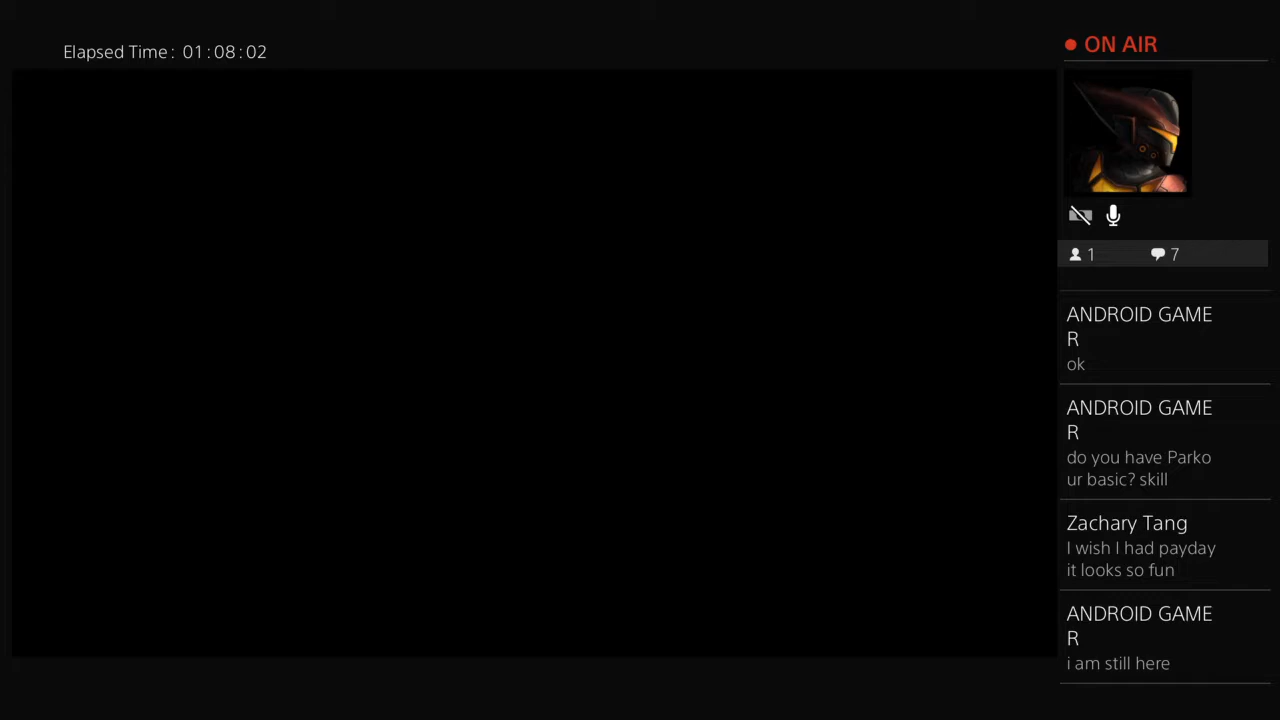 Elapsed Time: 01:08:02
ON AIR
1 7
ANDROID GAME
R
ok
ANDROID GAME
R
do you have Parko
ur basic? skill
Zachary Tang
I wish I had payday
it looks so fun
ANDROID GAME
R
i am still here